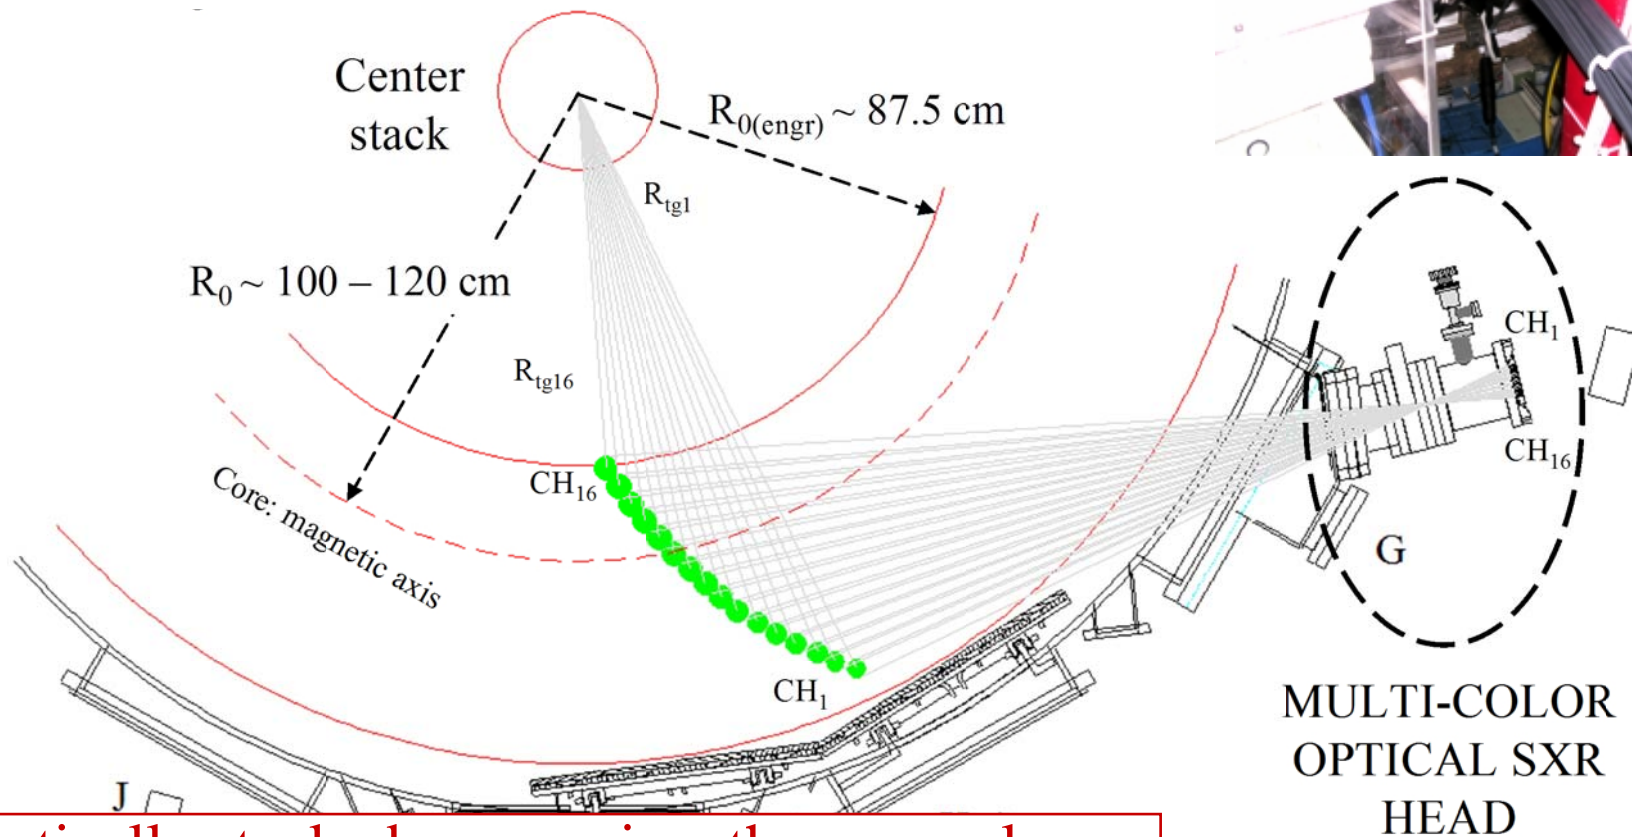 Center
stack
R0(engr) ~ 87.5 cm
Rtg1
R0 ~ 100 – 120 cm
Rtg16
CH1
CH16
CH16
Core: magnetic axis
G
CH1
MULTI-COLOR
OPTICAL SXR
HEAD
J